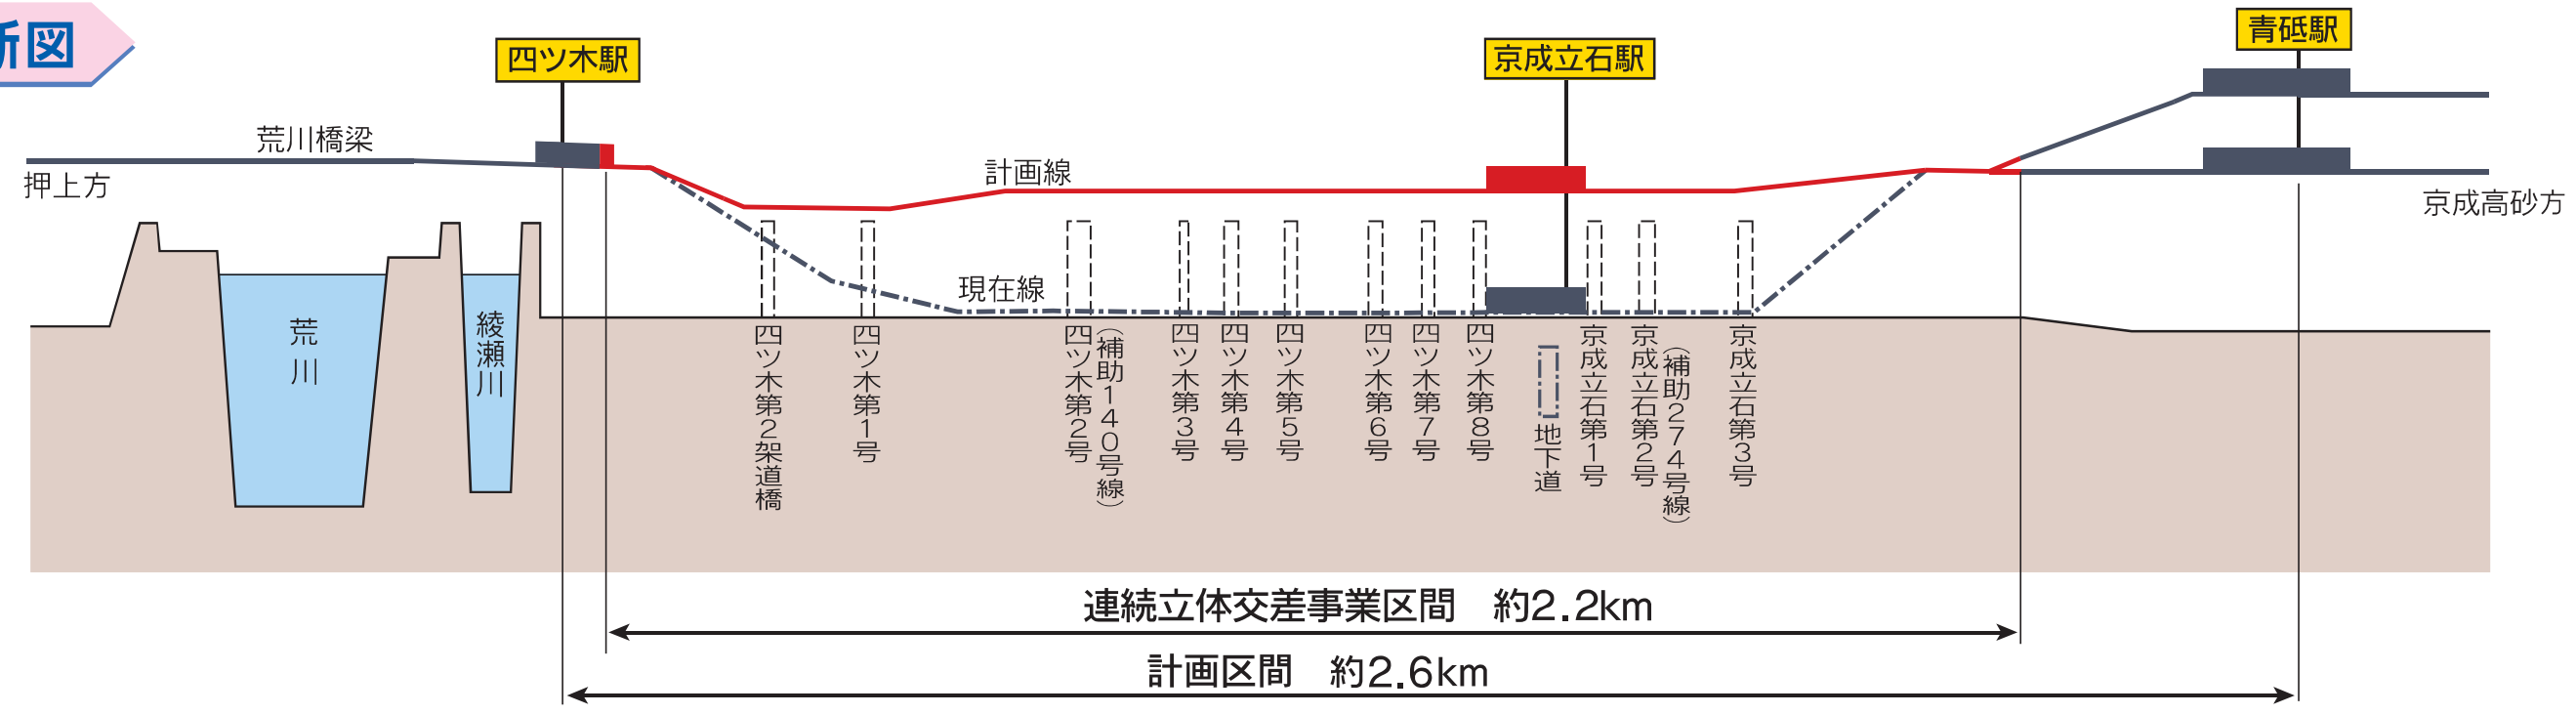 断図
四ツ木駅
京成立石駅
青砥駅
荒川橋梁
押上方
計画線
京成高砂方
現在線
荒川
綾瀬川
四ツ木第2架道橋
四ツ木第1号
四ツ木第2号
(補助140号線)
四ツ木第3号
四ツ木第4号
四ツ木第5号
四ツ木第6号
四ツ木第7号
四ツ木第8号
地下道
京成立石第1号
京成立石第2号
(補助274号線)
京成立石第3号
連続立体交差事業区間　約2.2km
計画区間　約2.6km